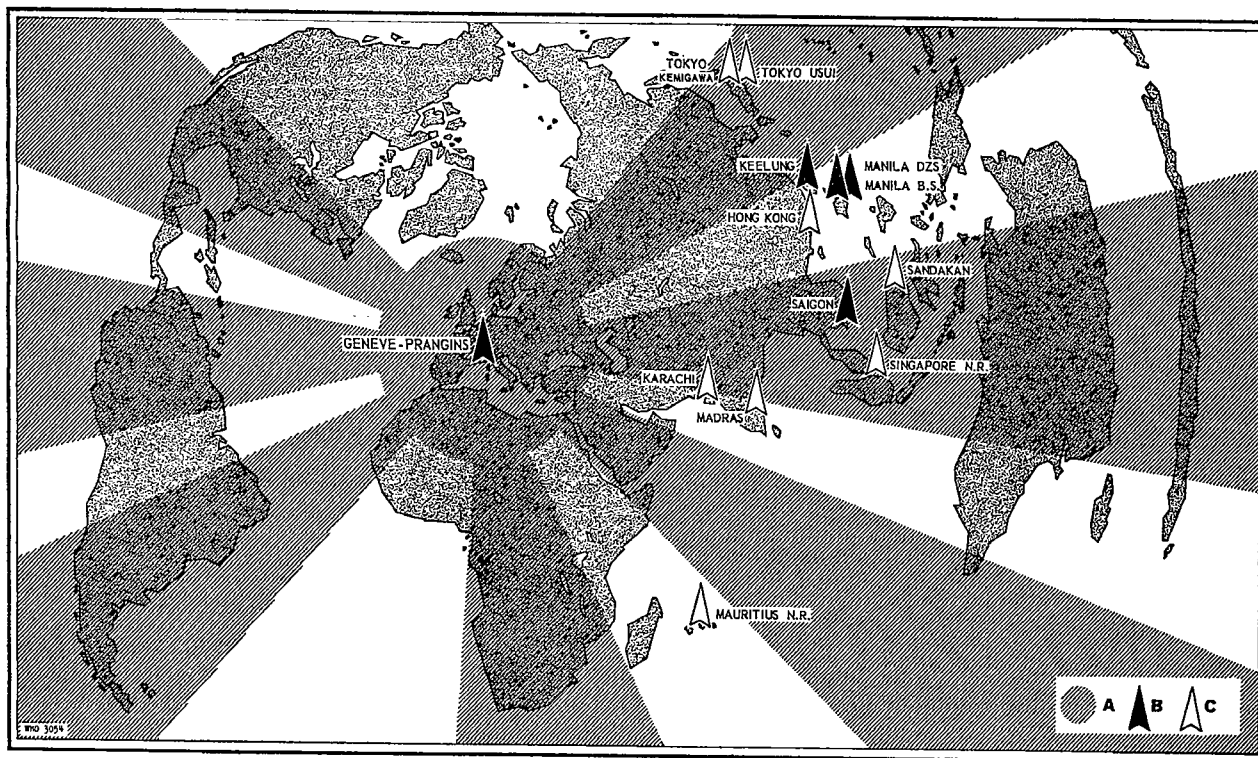 TOKYO
KEMIGAWA
TOKYO USUI
KEELUNG
MANILA DZS
MANILA B.S.
HONG KONG
SANDAKAN
SAIGON
GENEVE-PRANGINS
SINGAPORE N.R.
KARACHI
MADRAS
MAURITIUS N.R.
A B C
WKO 3054